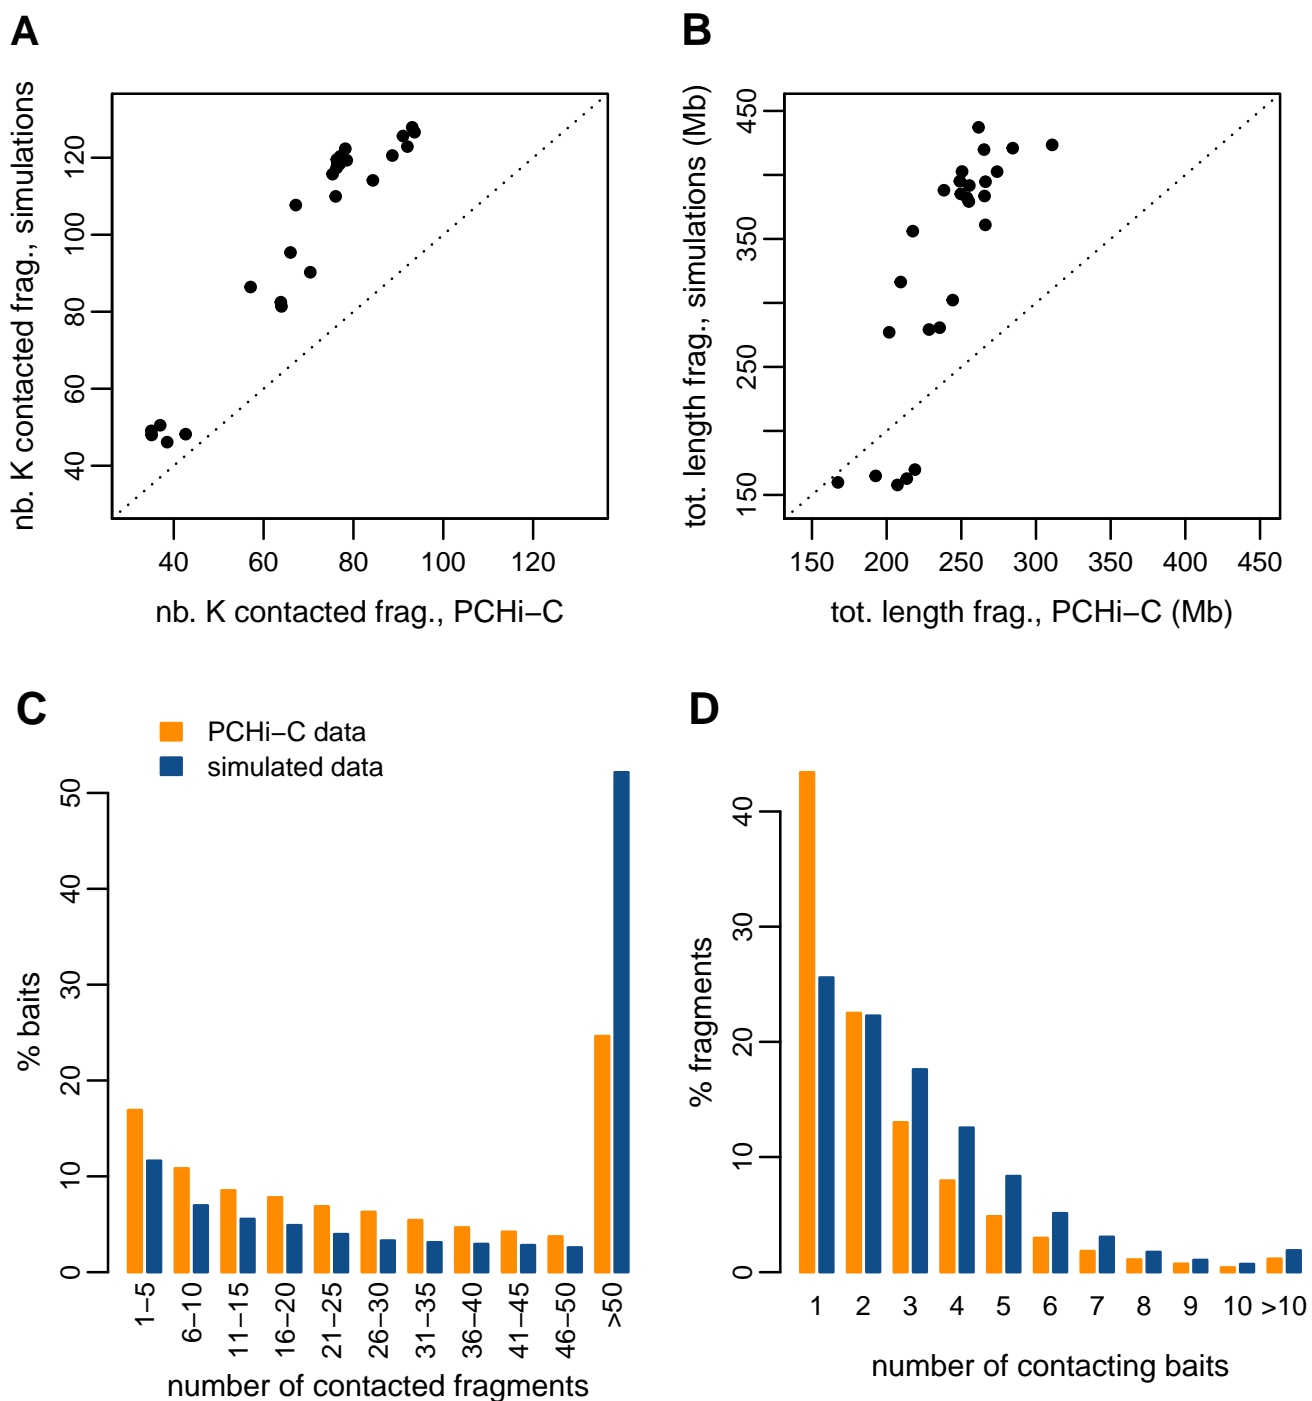 A
nb. K contacted frag., simulations
120
100
80
60
40
40 60 80 100 120
nb. K contacted frag., PCHi−C
B
tot. length frag., simulations (Mb)
450
350
250
150
150 200 250 300 350 400 450
tot. length frag., PCHi−C (Mb)
C
PCHi−C data
simulated data
% baits
50
40
30
20
10
0
1−5 6−10 11−15 16−20 21−25 26−30 31−35 36−40 41−45 46−50 >50
number of contacted fragments
D
% fragments
40
30
20
10
0
1 2 3 4 5 6 7 8 9 10 >10
number of contacting baits